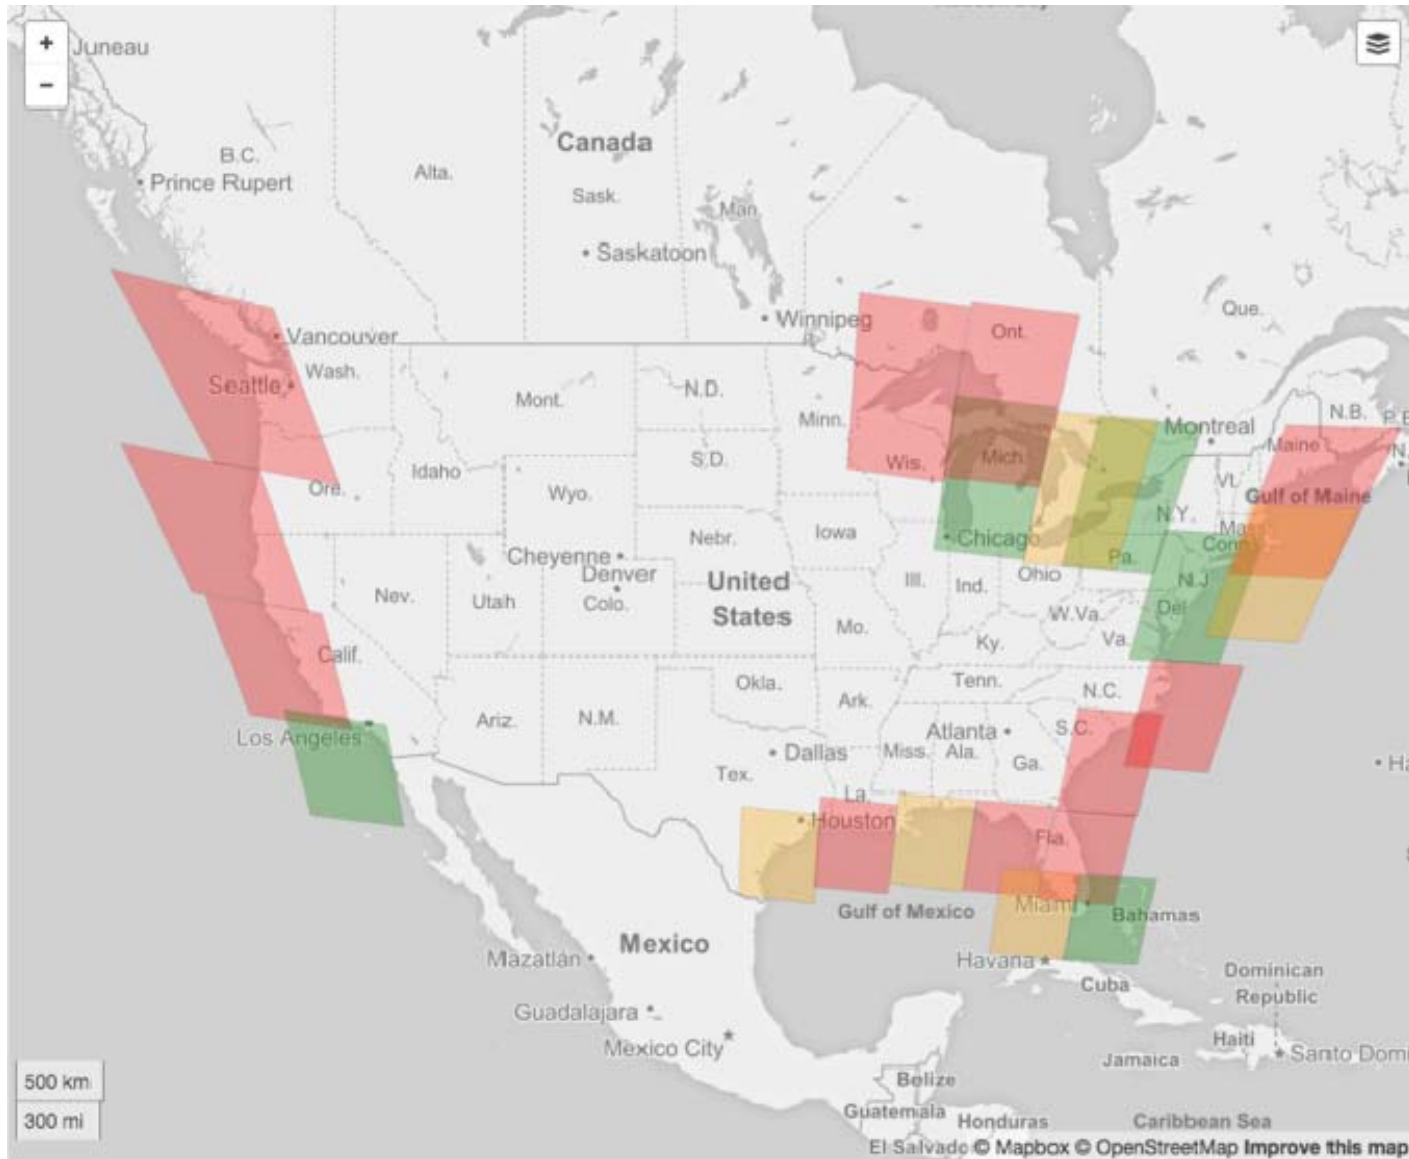 +
Juneau
−
Canada
B.C.
Prince Rupert
Alta.
Sask.
Man.
Saskatoon
Winnipeg
Ont.
Que.
Vancouver
Seattle
Wash.
Mont.
N.D.
Minn.
Montreal
N.B.
Maine
Idaho
S.D.
Wis.
Mich.
Vt.
Ore.
Wyo.
Gulf of Maine
N.Y.
Ma
Conn.
Nebr.
Iowa
Chicago
Cheyenne
Denver
Colo.
United
States
Ill.
Ind.
Ohio
Pa.
N.J
Del
Nev.
Utah
Mo.
Ky.
W.Va.
Va.
Calif.
Okla.
Tenn.
N.C.
Ariz.
N.M.
Ark.
Atlanta
S.C.
Los Angeles
Dallas
Miss.
Ala.
Ga.
Tex.
La.
Houston
Fla.
Miami
Bahamas
Gulf of Mexico
Mexico
Mazatlán
Havana
Cuba
Dominican
Republic
Guadalajara
Mexico City
Haiti
Jamaica
Santo Domi
500 km
300 mi
Belize
Guatemala
Honduras
Caribbean Sea
El Salvado
© Mapbox © OpenStreetMap Improve this map